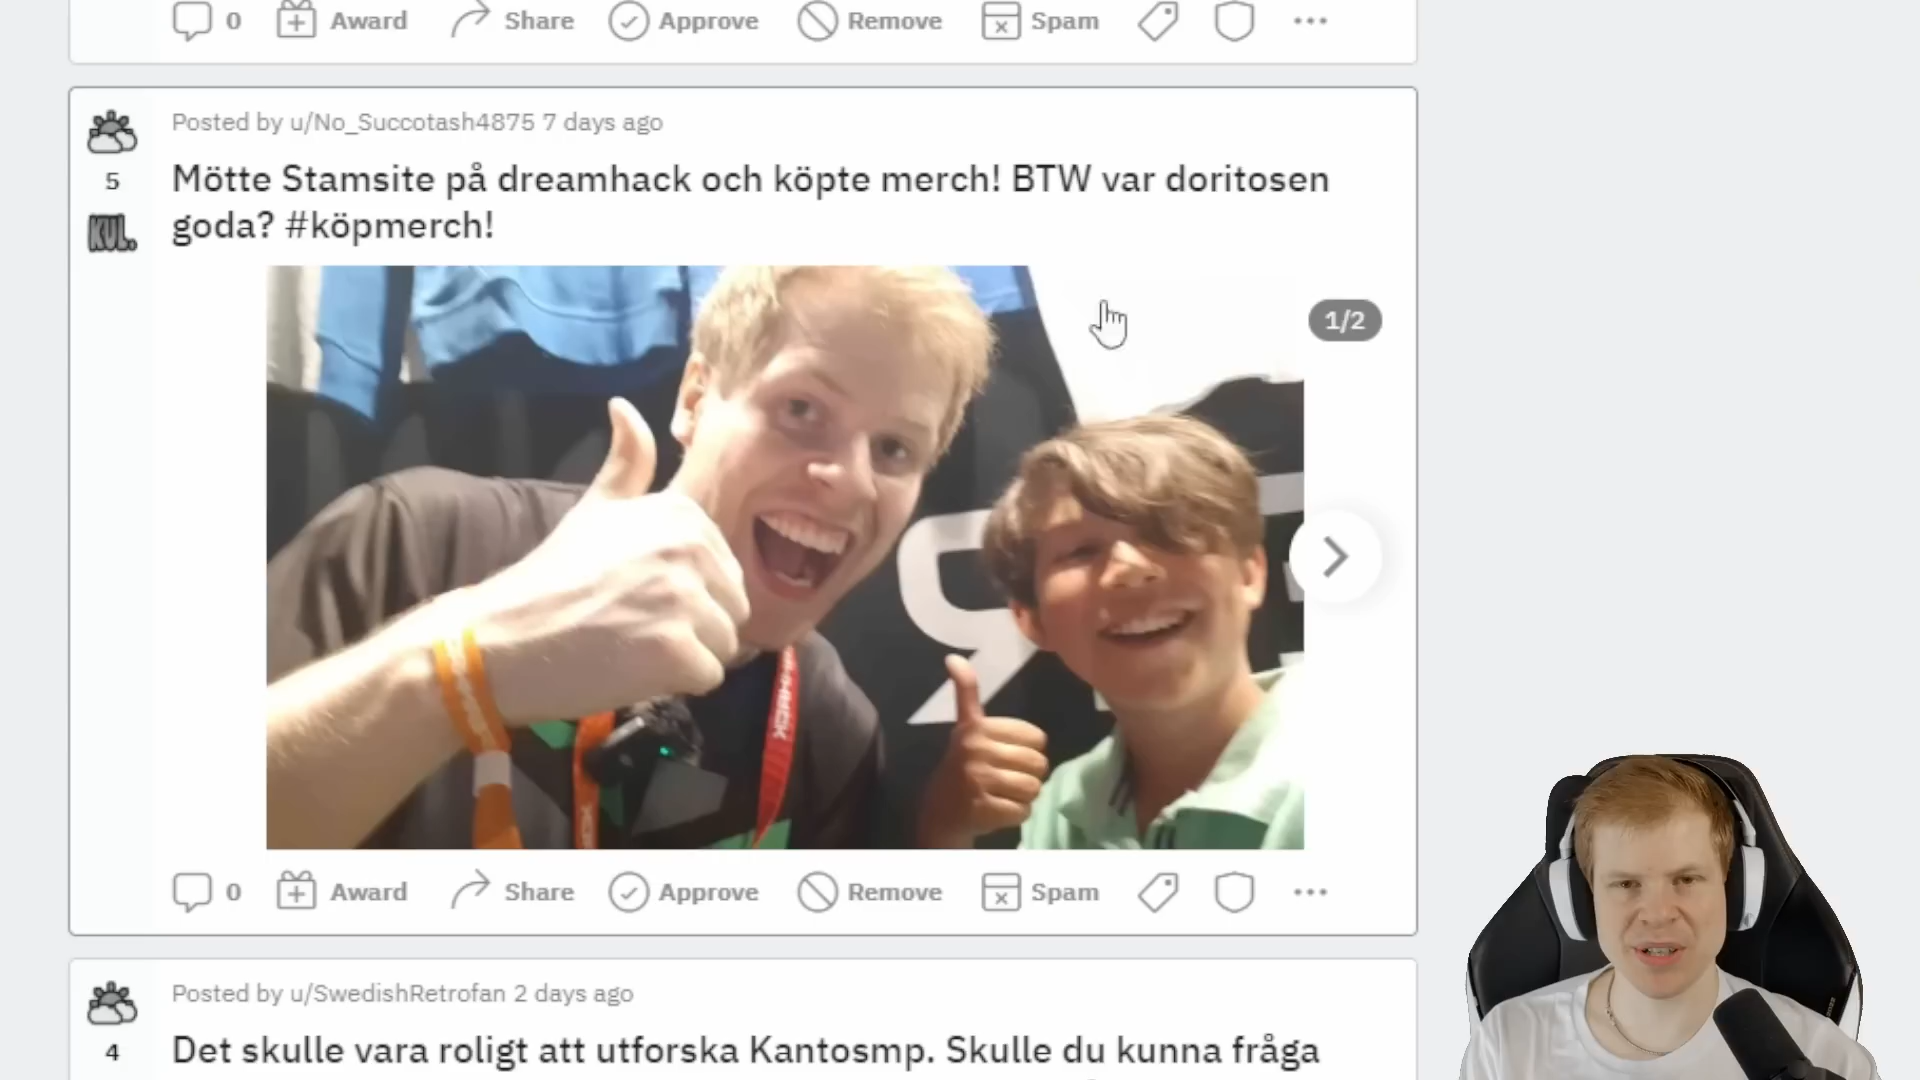 0 Award Share Approve Remove Spam
Posted by u/No_Succotash4875 7 days ago
5
Mötte Stamsite på dreamhack och köpte merch! BTW var doritosen
KUL.
goda? #köpmerch!
1/2
0 Award Share Approve Remove Spam
Posted by u/SwedishRetrofan 2 days ago
4
Det skulle vara roligt att utforska Kantosmp. Skulle du kunna fråga